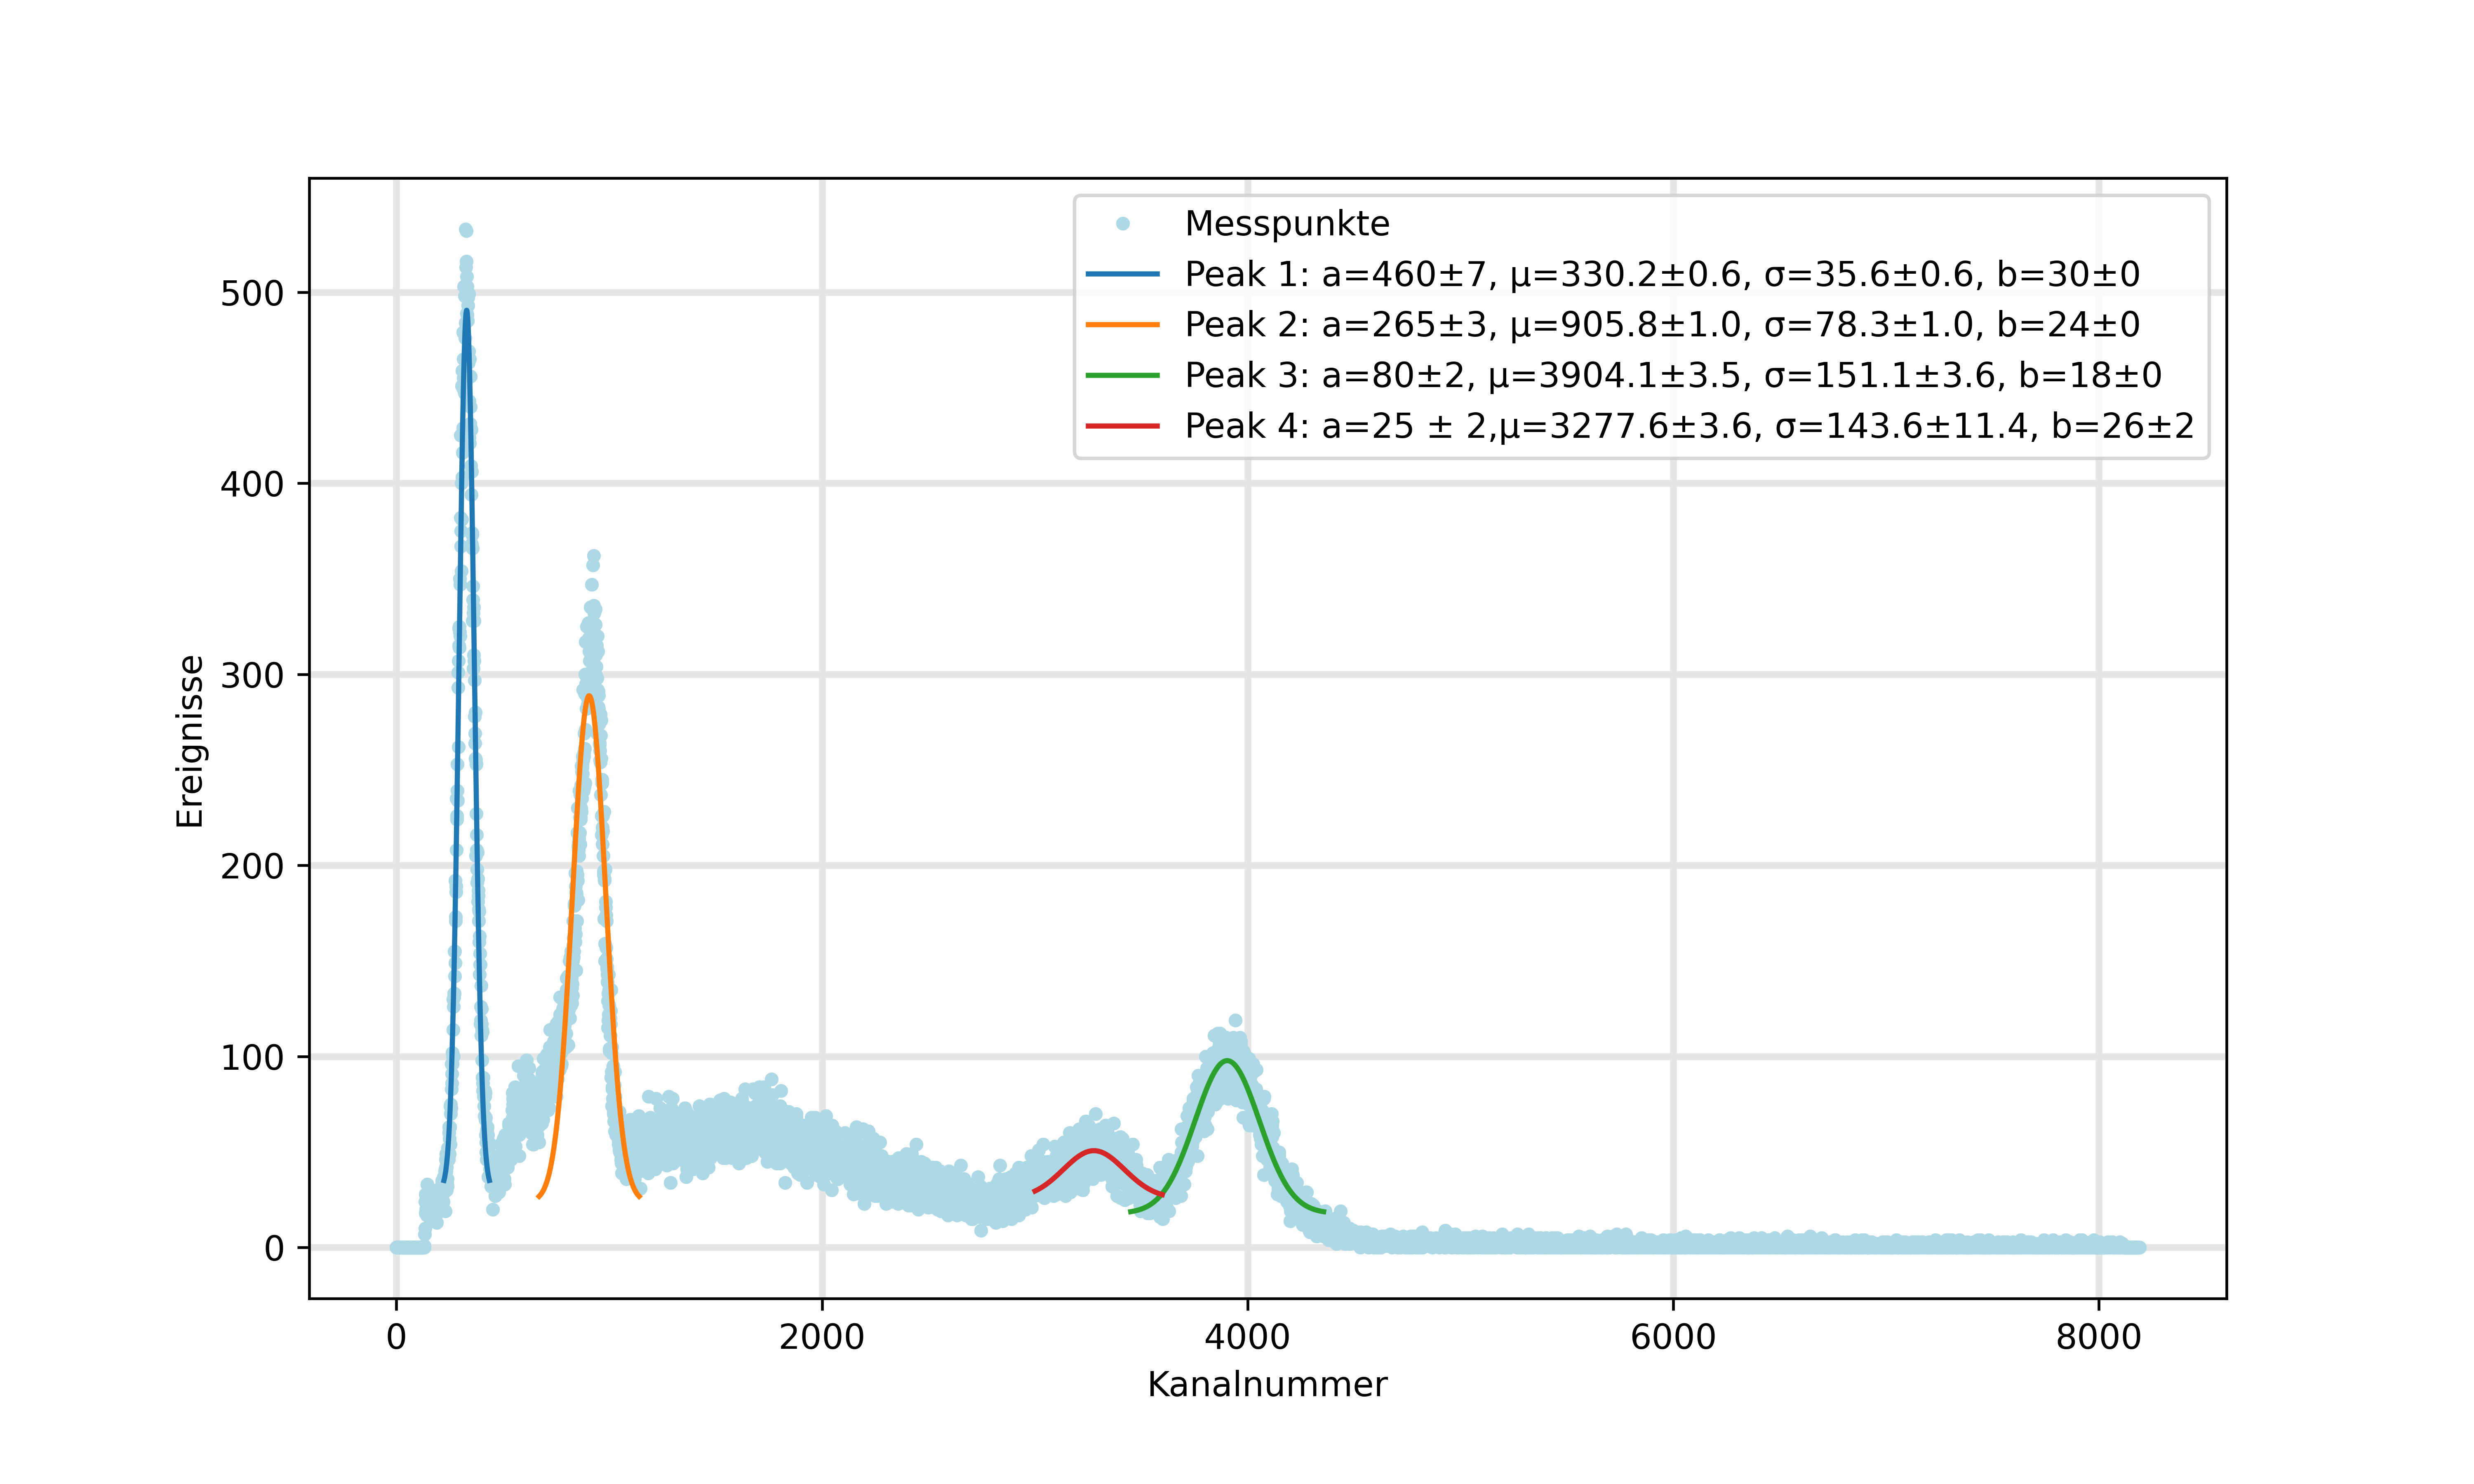 Messpunkte
Peak 1: a=460±7, μ=330.2±0.6, σ=35.6±0.6, b=30±0
Peak 2: a=265±3, μ=905.8±1.0, σ=78.3±1.0, b=24±0
Peak 3: a=80±2, μ=3904.1±3.5, σ=151.1±3.6, b=18±0
Peak 4: a=25 ± 2,μ=3277.6±3.6, σ=143.6±11.4, b=26±2
500
400
300
200
100
0
Ereignisse
0 2000 4000 6000 8000
Kanalnummer